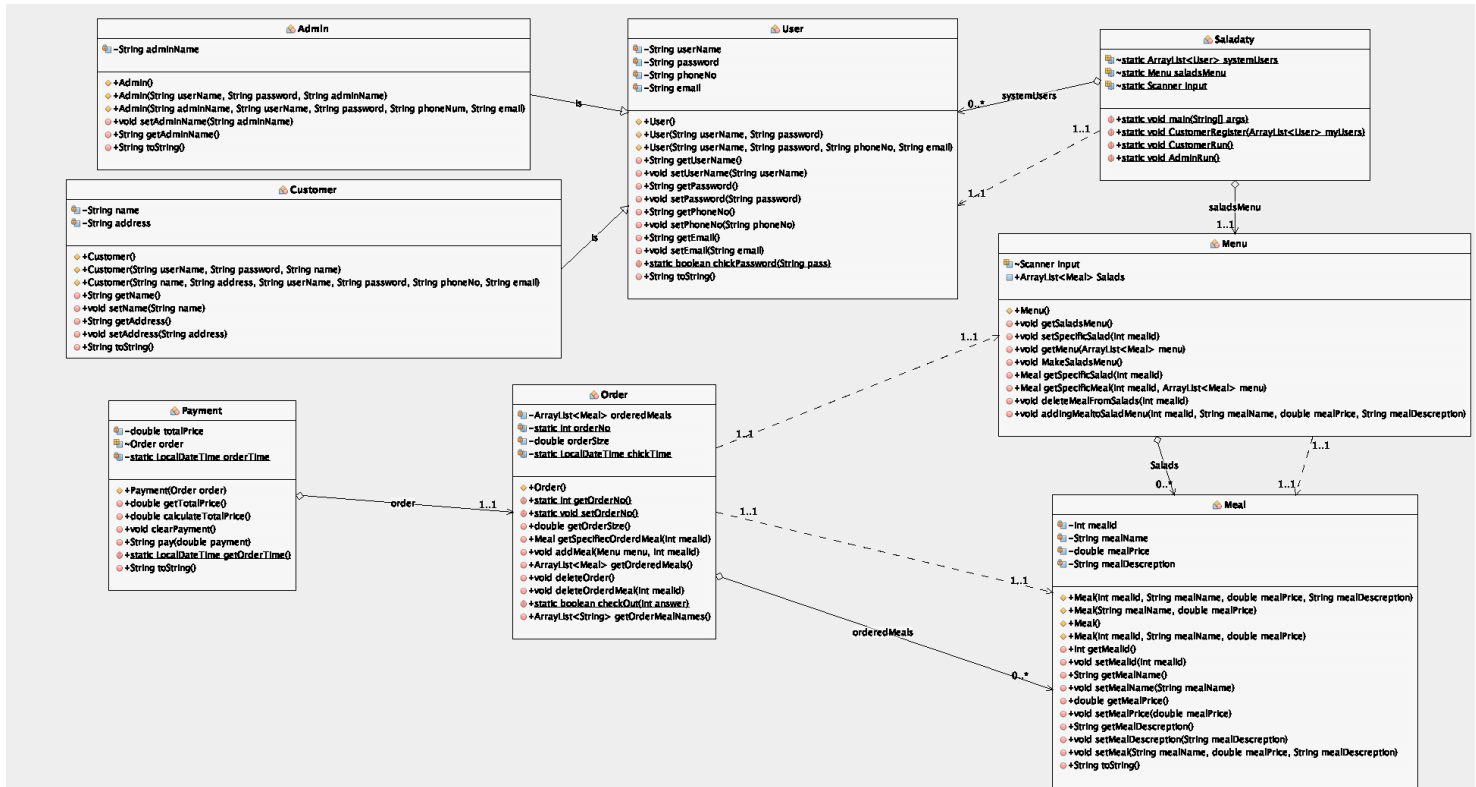 Admin
-String adminName
+Admin()
+Admin(String userName, String password, String adminName)
+Admin(String adminName, String userName, String password, String phoneNum, String email)
+void setAdminName(String adminName)
+String getAdminName()
+String toString()
Is
User
-String userName
-String password
-String phoneNo
-String email
+User()
+User(String userName, String password)
+User(String userName, String password, String phoneNo, String email)
+String getUserName()
+void setUserName(String userName)
+String getPassword()
+void setPassword(String password)
+String getPhoneNo()
+void setPhoneNo(String phoneNo)
+String getEmail()
+void setEmail(String email)
+static boolean chickPassword(String pass)
+String toString()
Saladaty
~static ArrayList<User> systemUsers
~static Menu saladsMenu
~static Scanner input
+static void main(String[] args)
+static void CustomerRegister(ArrayList<User> myUsers)
+static void CustomerRun()
+static void AdminRun()
systemUsers
0..*
1..1
1..1
saladsMenu
1..1
Customer
-String name
-String address
+Customer()
+Customer(String userName, String password, String name)
+Customer(String name, String address, String userName, String password, String phoneNo, String email)
+String getName()
+void setName(String name)
+String getAddress()
+void setAddress(String address)
+String toString()
Is
Menu
~Scanner input
+ArrayList<Meal> Salads
+Menu()
+void getSaladsMenu()
+void setSpecificSalad(int mealid)
+void getMenu(ArrayList<Meal> menu)
+void MakeSaladsMenu()
+Meal getSpecificSalad(int mealid)
+Meal getSpecificMeal(int mealid, ArrayList<Meal> menu)
+void deleteMealFromSalads(int mealid)
+void addingMealtoSaladMenu(int mealid, String mealName, double mealPrice, String mealDescreption)
1..1
1..1
1..1
Salads
0..*
1..1
Payment
-double totalPrice
~Order order
-static LocalDateTime orderTime
+Payment(Order order)
+double getTotalPrice()
+double calculateTotalPrice()
+void clearPayment()
+String pay(double payment)
+static LocalDateTime getOrderTime()
+String toString()
order
1..1
Order
-ArrayList<Meal> orderedMeals
-static int orderNo
-double orderSize
-static LocalDateTime chickTime
+Order()
+static int getOrderNo()
+static void setOrderNo()
+double getOrderSize()
+Meal getSpecifiecOrderdMeal(int mealid)
+void addMeal(Menu menu, int mealid)
+ArrayList<Meal> getOrderedMeals()
+void deleteOrder()
+void deleteOrderdMeal(int mealid)
+static boolean checkOut(int answer)
+ArrayList<String> getOrderMealNames()
1..1
1..1
orderedMeals
0..*
Meal
-int mealid
-String mealName
-double mealPrice
-String mealDescreption
+Meal(int mealid, String mealName, double mealPrice, String mealDescreption)
+Meal(String mealName, double mealPrice)
+Meal()
+Meal(int mealid, String mealName, double mealPrice)
+int getMealid()
+void setMealid(int mealid)
+String getMealName()
+void setMealName(String mealName)
+double getMealPrice()
+void setMealPrice(double mealPrice)
+String getMealDescreption()
+void setMealDescreption(String mealDescreption)
+void setMeal(String mealName, double mealPrice, String mealDescreption)
+String toString()